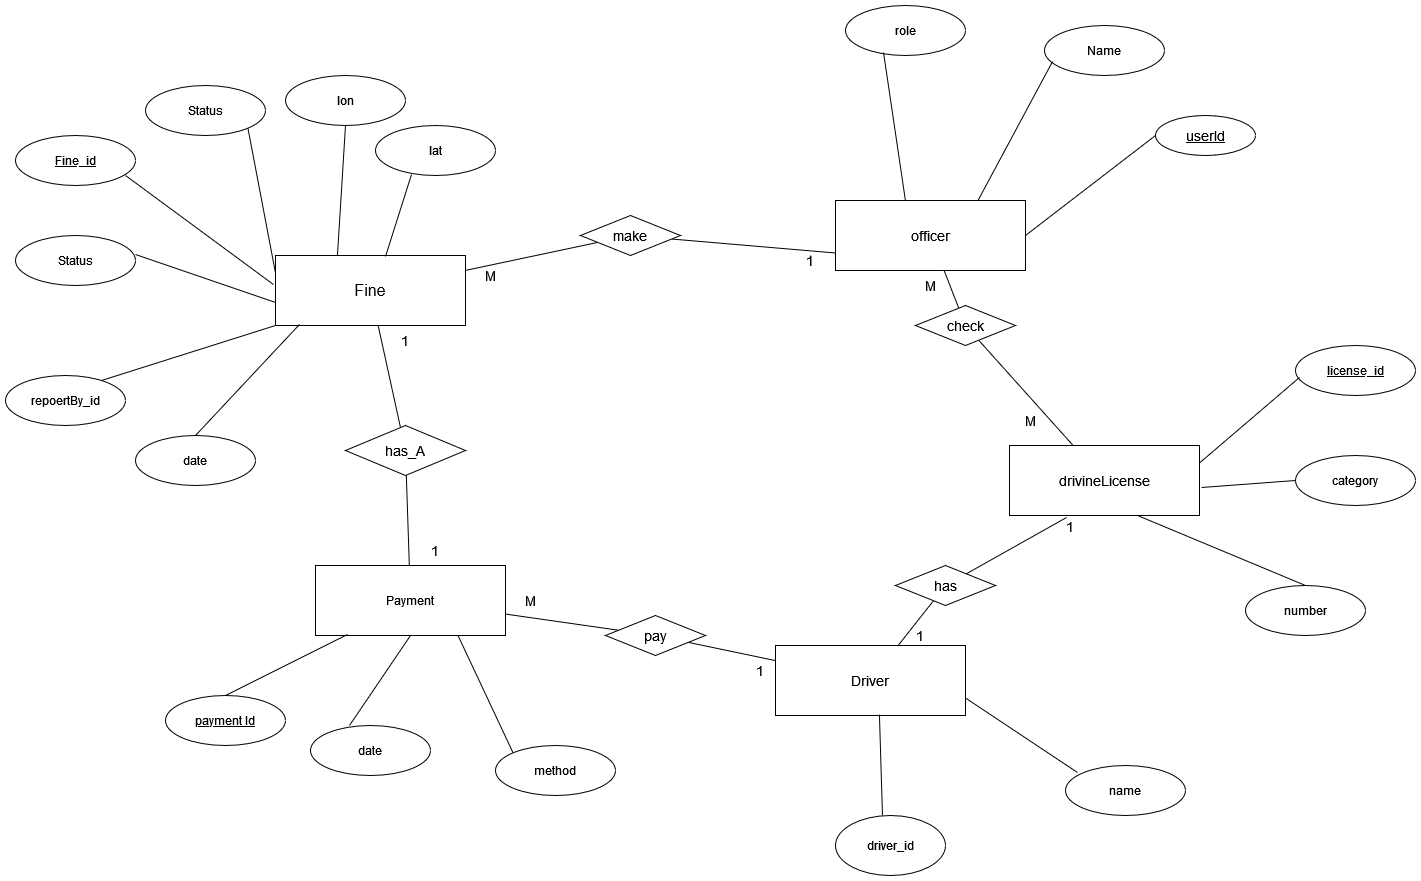 role
Name
Status
lon
userId
lat
Fine_id
make
officer
Status
1
M
Fine
M
check
1
license_id
repoertBy_id
M
has_A
date
drivineLicense
category
1
1
has
Payment
M
number
1
pay
1
Driver
payment Id
date
method
name
driver_id